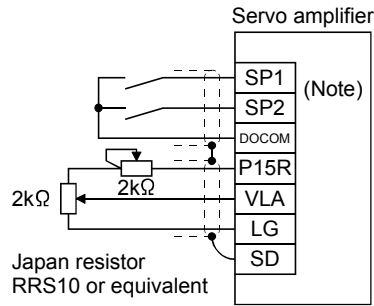 Servo amplifier
SP1
(Note)
SP2
DOCOM
P15R
2kΩ
2kΩ
VLA
LG
SD
Japan resistor
RRS10 or equivalent